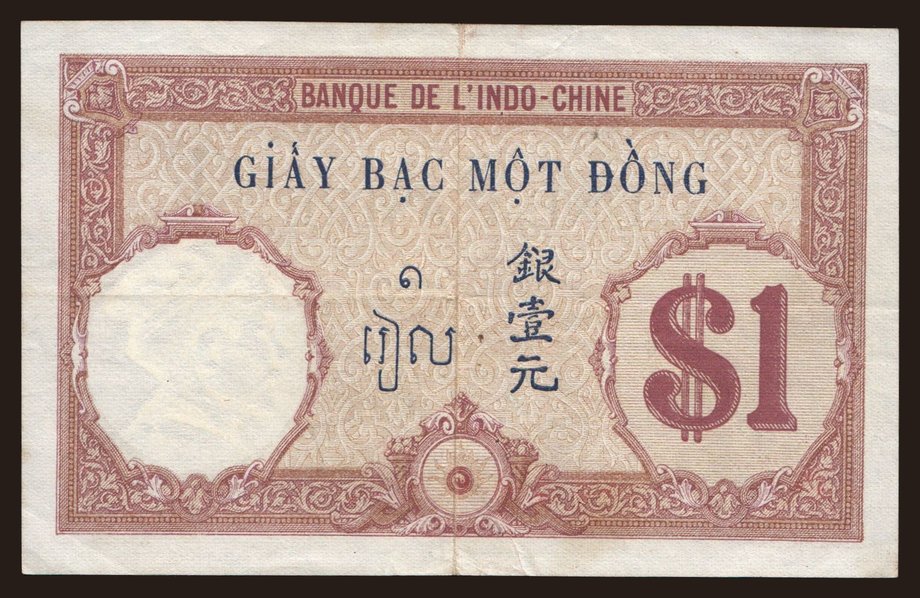 BANQUE DE L'INDO-CHINE
GIẤY BẠC MỘT ĐỒNG
១
រៀល
銀壹元
$1